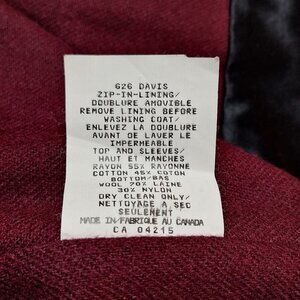 626 DAVIS
ZIP-IN-LINING/
DOUBLURE AMOVIBLE
REMOVE LINING BEFORE
WASHING COAT/
ENLEVEZ LA DOUBLURE
AVANT DE LAVER LE
IMPERMEABLE
TOP AND SLEEVES/
HAUT ET MANCHES
RAYON 55% RAYONNE
COTTON 45% COTON
BOTTOM/BAS
WOOL 70% LAINE
30% NYLON
DRY CLEAN ONLY/
NETTOYAGE A SEC
SEULEMENT
MADE IN/FABRIQUE AU CANADA
CA 04215